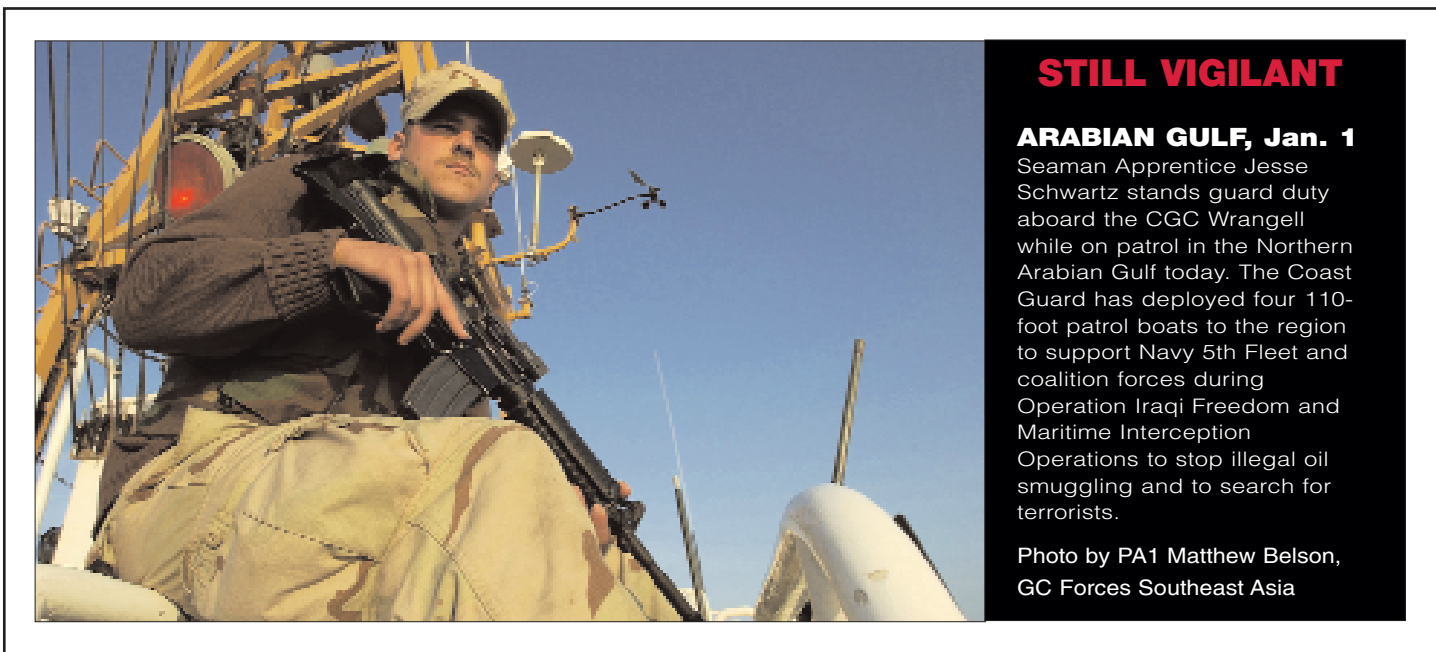 STILL VIGILANT
ARABIAN GULF, Jan. 1
Seaman Apprentice Jesse
Schwartz stands guard duty
aboard the CGC Wrangell
while on patrol in the Northern
Arabian Gulf today. The Coast
Guard has deployed four 110-
foot patrol boats to the region
to support Navy 5th Fleet and
coalition forces during
Operation Iraqi Freedom and
Maritime Interception
Operations to stop illegal oil
smuggling and to search for
terrorists.
Photo by PA1 Matthew Belson,
GC Forces Southeast Asia